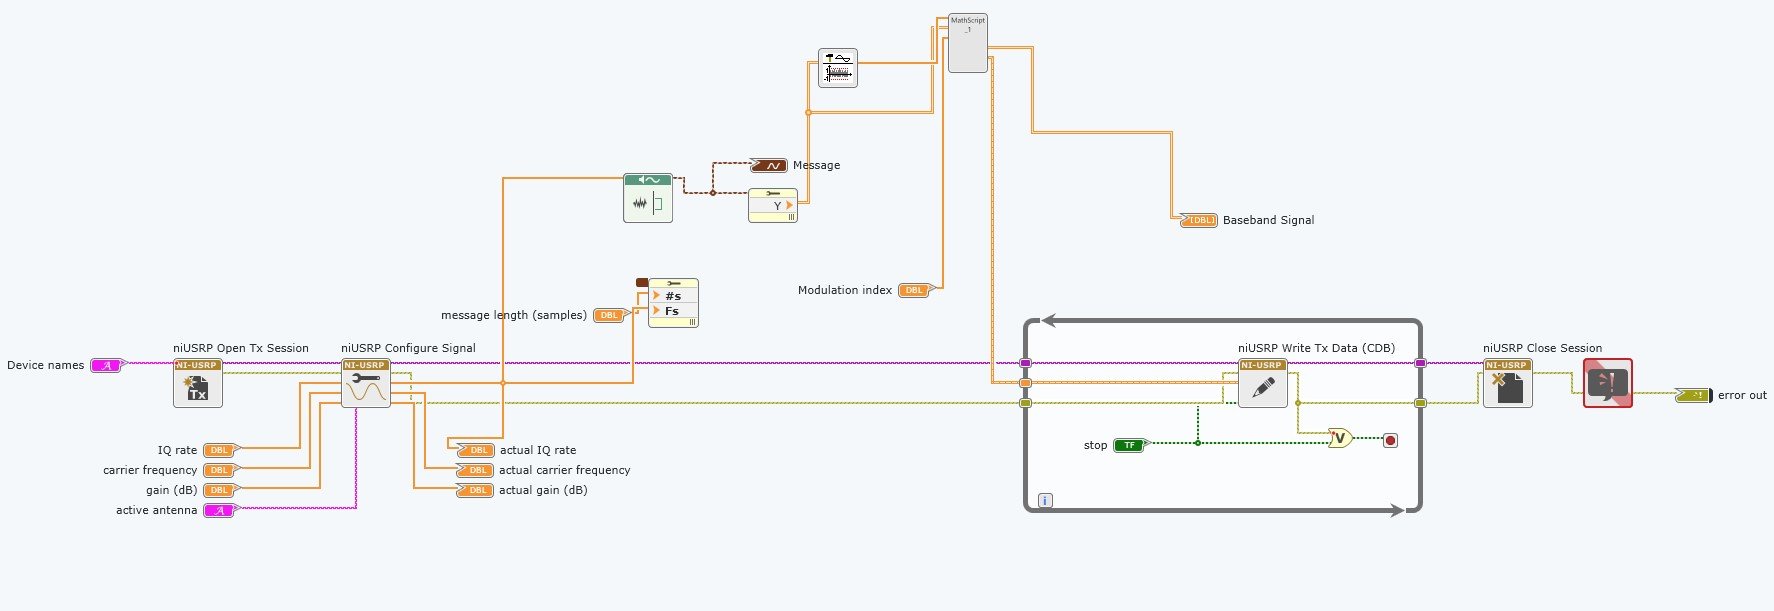 MathScript
_1
Message
Y
[DBL]
Baseband Signal
Modulation index
DBL
#s
message length (samples)
DBL
Fs
niUSRP Open Tx Session
niUSRP Configure Signal
niUSRP Write Tx Data (CDB)
niUSRP Close Session
Device names
NI-USRP
NI-USRP
NI-USRP
NI-USRP
Tx
error out
stop
TF
V
IQ rate
DBL
DBL
actual IQ rate
carrier frequency
DBL
DBL
actual carrier frequency
gain (dB)
DBL
DBL
actual gain (dB)
active antenna
i